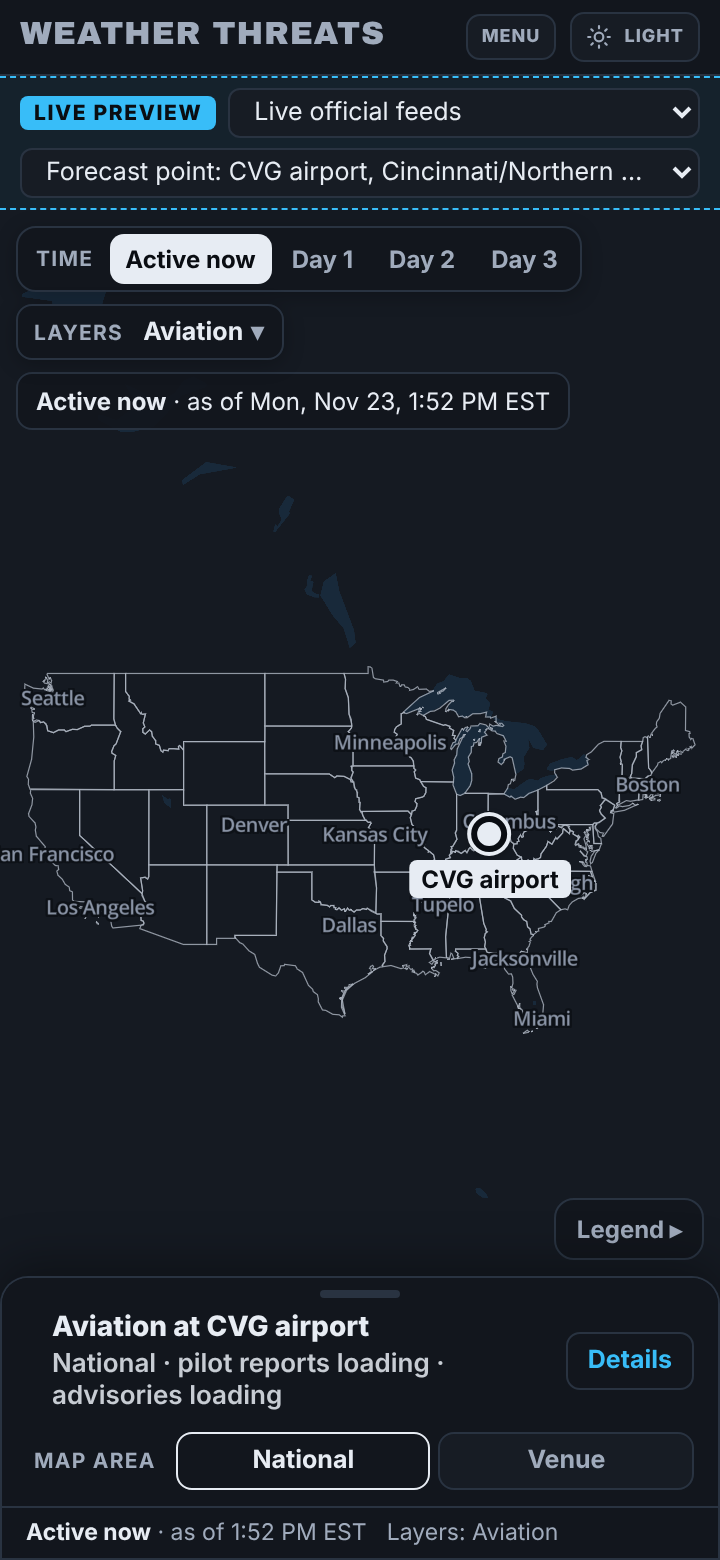 WEATHER THREATS
MENU
LIGHT
LIVE PREVIEW
Live official feeds
Forecast point: CVG airport, Cincinnati/Northern ...
TIME
Active now
Day 1
Day 2
Day 3
LAYERS Aviation ▾
Active now · as of Mon, Nov 23, 1:52 PM EST
Seattle
Minneapolis
Boston
Denver
Kansas City
an Francisco
CVG airport
Los Angeles
Tupelo
Dallas
Jacksonville
Miami
Legend ▸
Aviation at CVG airport
National · pilot reports loading ·
advisories loading
Details
MAP AREA
National
Venue
Active now · as of 1:52 PM EST Layers: Aviation